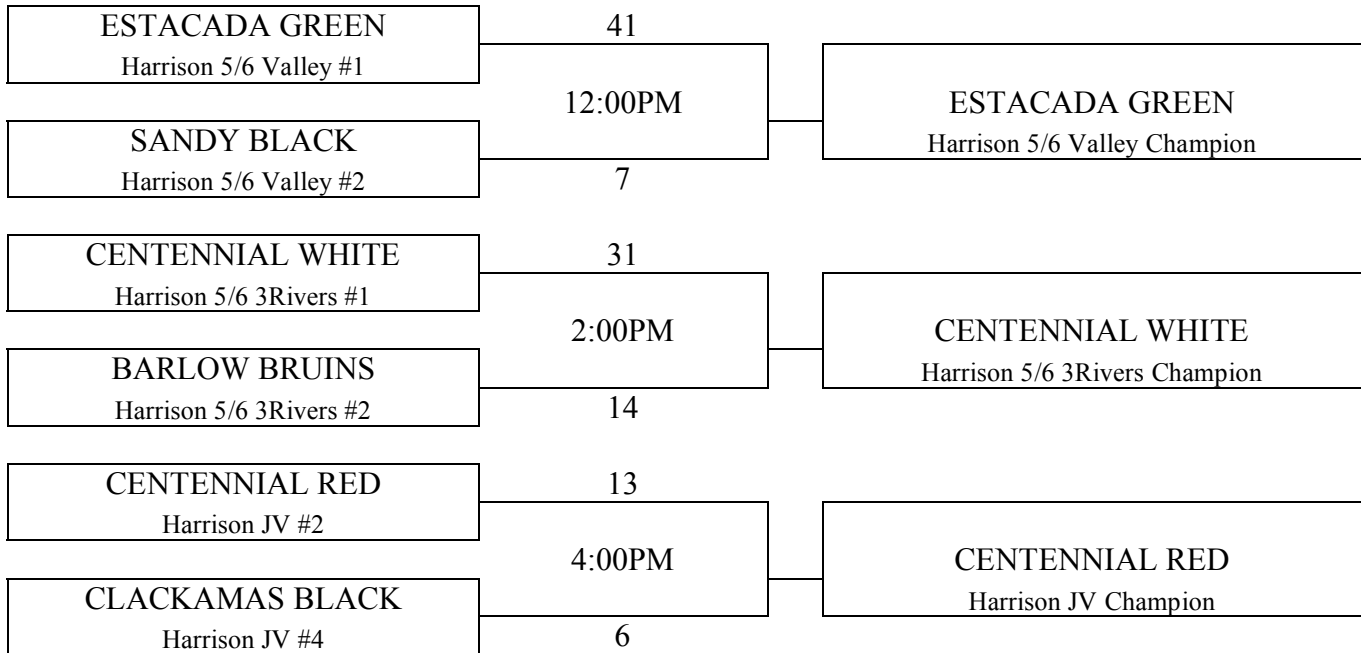 ESTACADA GREEN
Harrison 5/6 Valley #1
41
12:00PM
SANDY BLACK
Harrison 5/6 Valley #2
7
ESTACADA GREEN
Harrison 5/6 Valley Champion
CENTENNIAL WHITE
Harrison 5/6 3Rivers #1
31
2:00PM
BARLOW BRUINS
Harrison 5/6 3Rivers #2
14
CENTENNIAL WHITE
Harrison 5/6 3Rivers Champion
CENTENNIAL RED
Harrison JV #2
13
4:00PM
CLACKAMAS BLACK
Harrison JV #4
6
CENTENNIAL RED
Harrison JV Champion